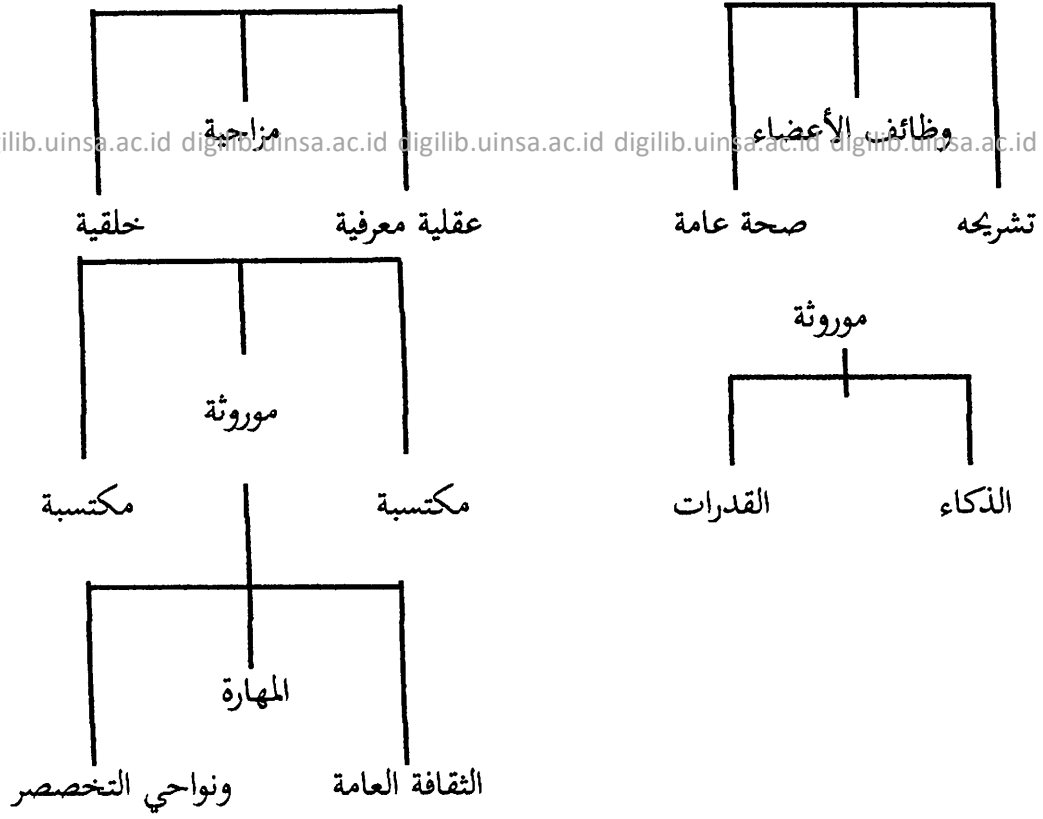 وظائف الأعضاء مزاجية
digilib.uinsa.ac.id digilib.uinsa.ac.id digilib.uinsa.ac.id digilib.uinsa.ac.id digilib.uinsa.ac.id
تشريحه صحة عامة عقلية معرفية خلقية
موروثة
موروثة
الذكاء القدرات مكتسبة مكتسبة
المهارة
الثقافة العامة ونواحي التخصصر